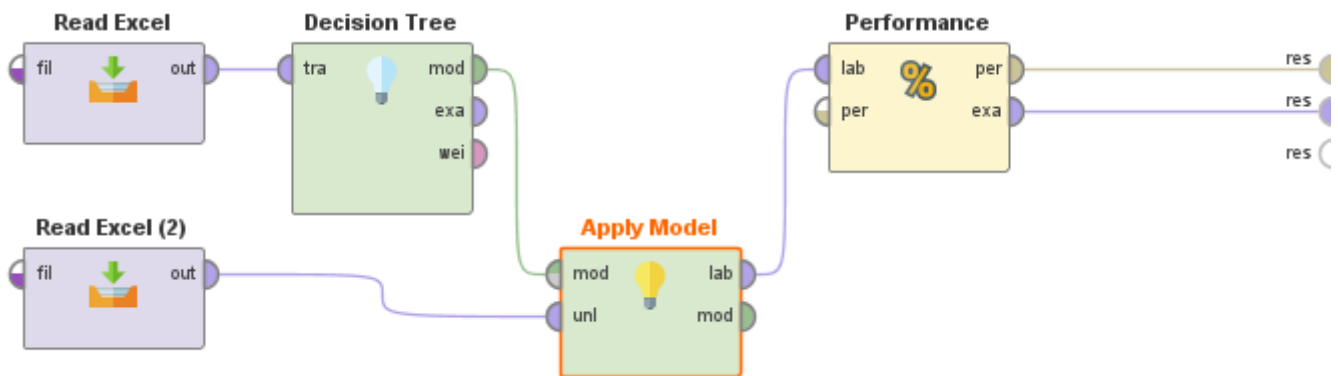 Read Excel
fil
out
Decision Tree
tra
mod
exa
wei
Performance
%
lab
per
per
exa
res
res
res
Read Excel (2)
fil
out
Apply Model
mod
lab
unl
mod